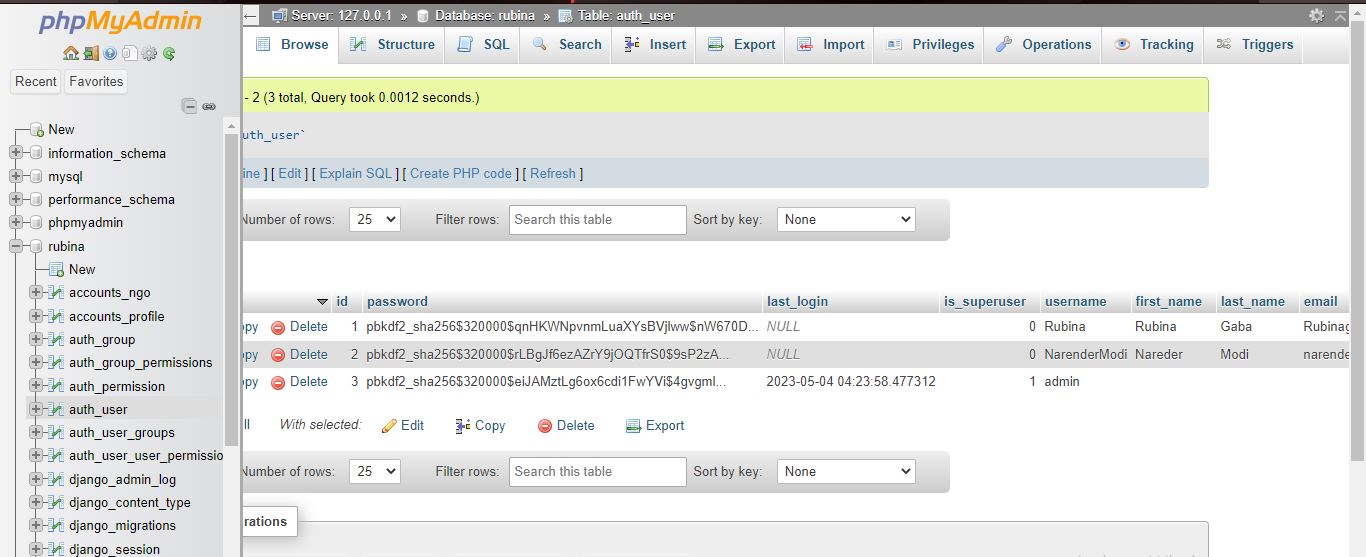 phpMyAdmin
Recent Favorites
New
information_schema
mysql
performance_schema
phpmyadmin
rubina
New
accounts_ngo
accounts_profile
auth_group
auth_group_permissions
auth_permission
auth_user
auth_user_groups
auth_user_user_permissio
django_admin_log
django_content_type
django_migrations
django_session
Server: 127.0.0.1 » Database: rubina » Table: auth_user
Browse Structure SQL Search Insert Export Import Privileges Operations Tracking Triggers
- 2 (3 total, Query took 0.0012 seconds.)
uth_user`
ine ] [ Edit ] [ Explain SQL ] [ Create PHP code ] [ Refresh ]
Number of rows: 25 Filter rows: Search this table Sort by key: None
id password last_login is_superuser username first_name last_name email
opy Delete 1 pbkdf2_sha256$320000$qnHKWNpvnmLuaXYsBVjlww$nW670D... NULL 0 Rubina Rubina Gaba Rubinag
opy Delete 2 pbkdf2_sha256$320000$rLBgJf6ezAZrY9jOQTfrS0$9sP2zA... NULL 0 NarenderModi Nareder Modi narende
opy Delete 3 pbkdf2_sha256$320000$eiJAMztLg6ox6cdi1FwYVi$4gvgml... 2023-05-04 04:23:58.477312 1 admin
ll With selected: Edit Copy Delete Export
Number of rows: 25 Filter rows: Search this table Sort by key: None
rations